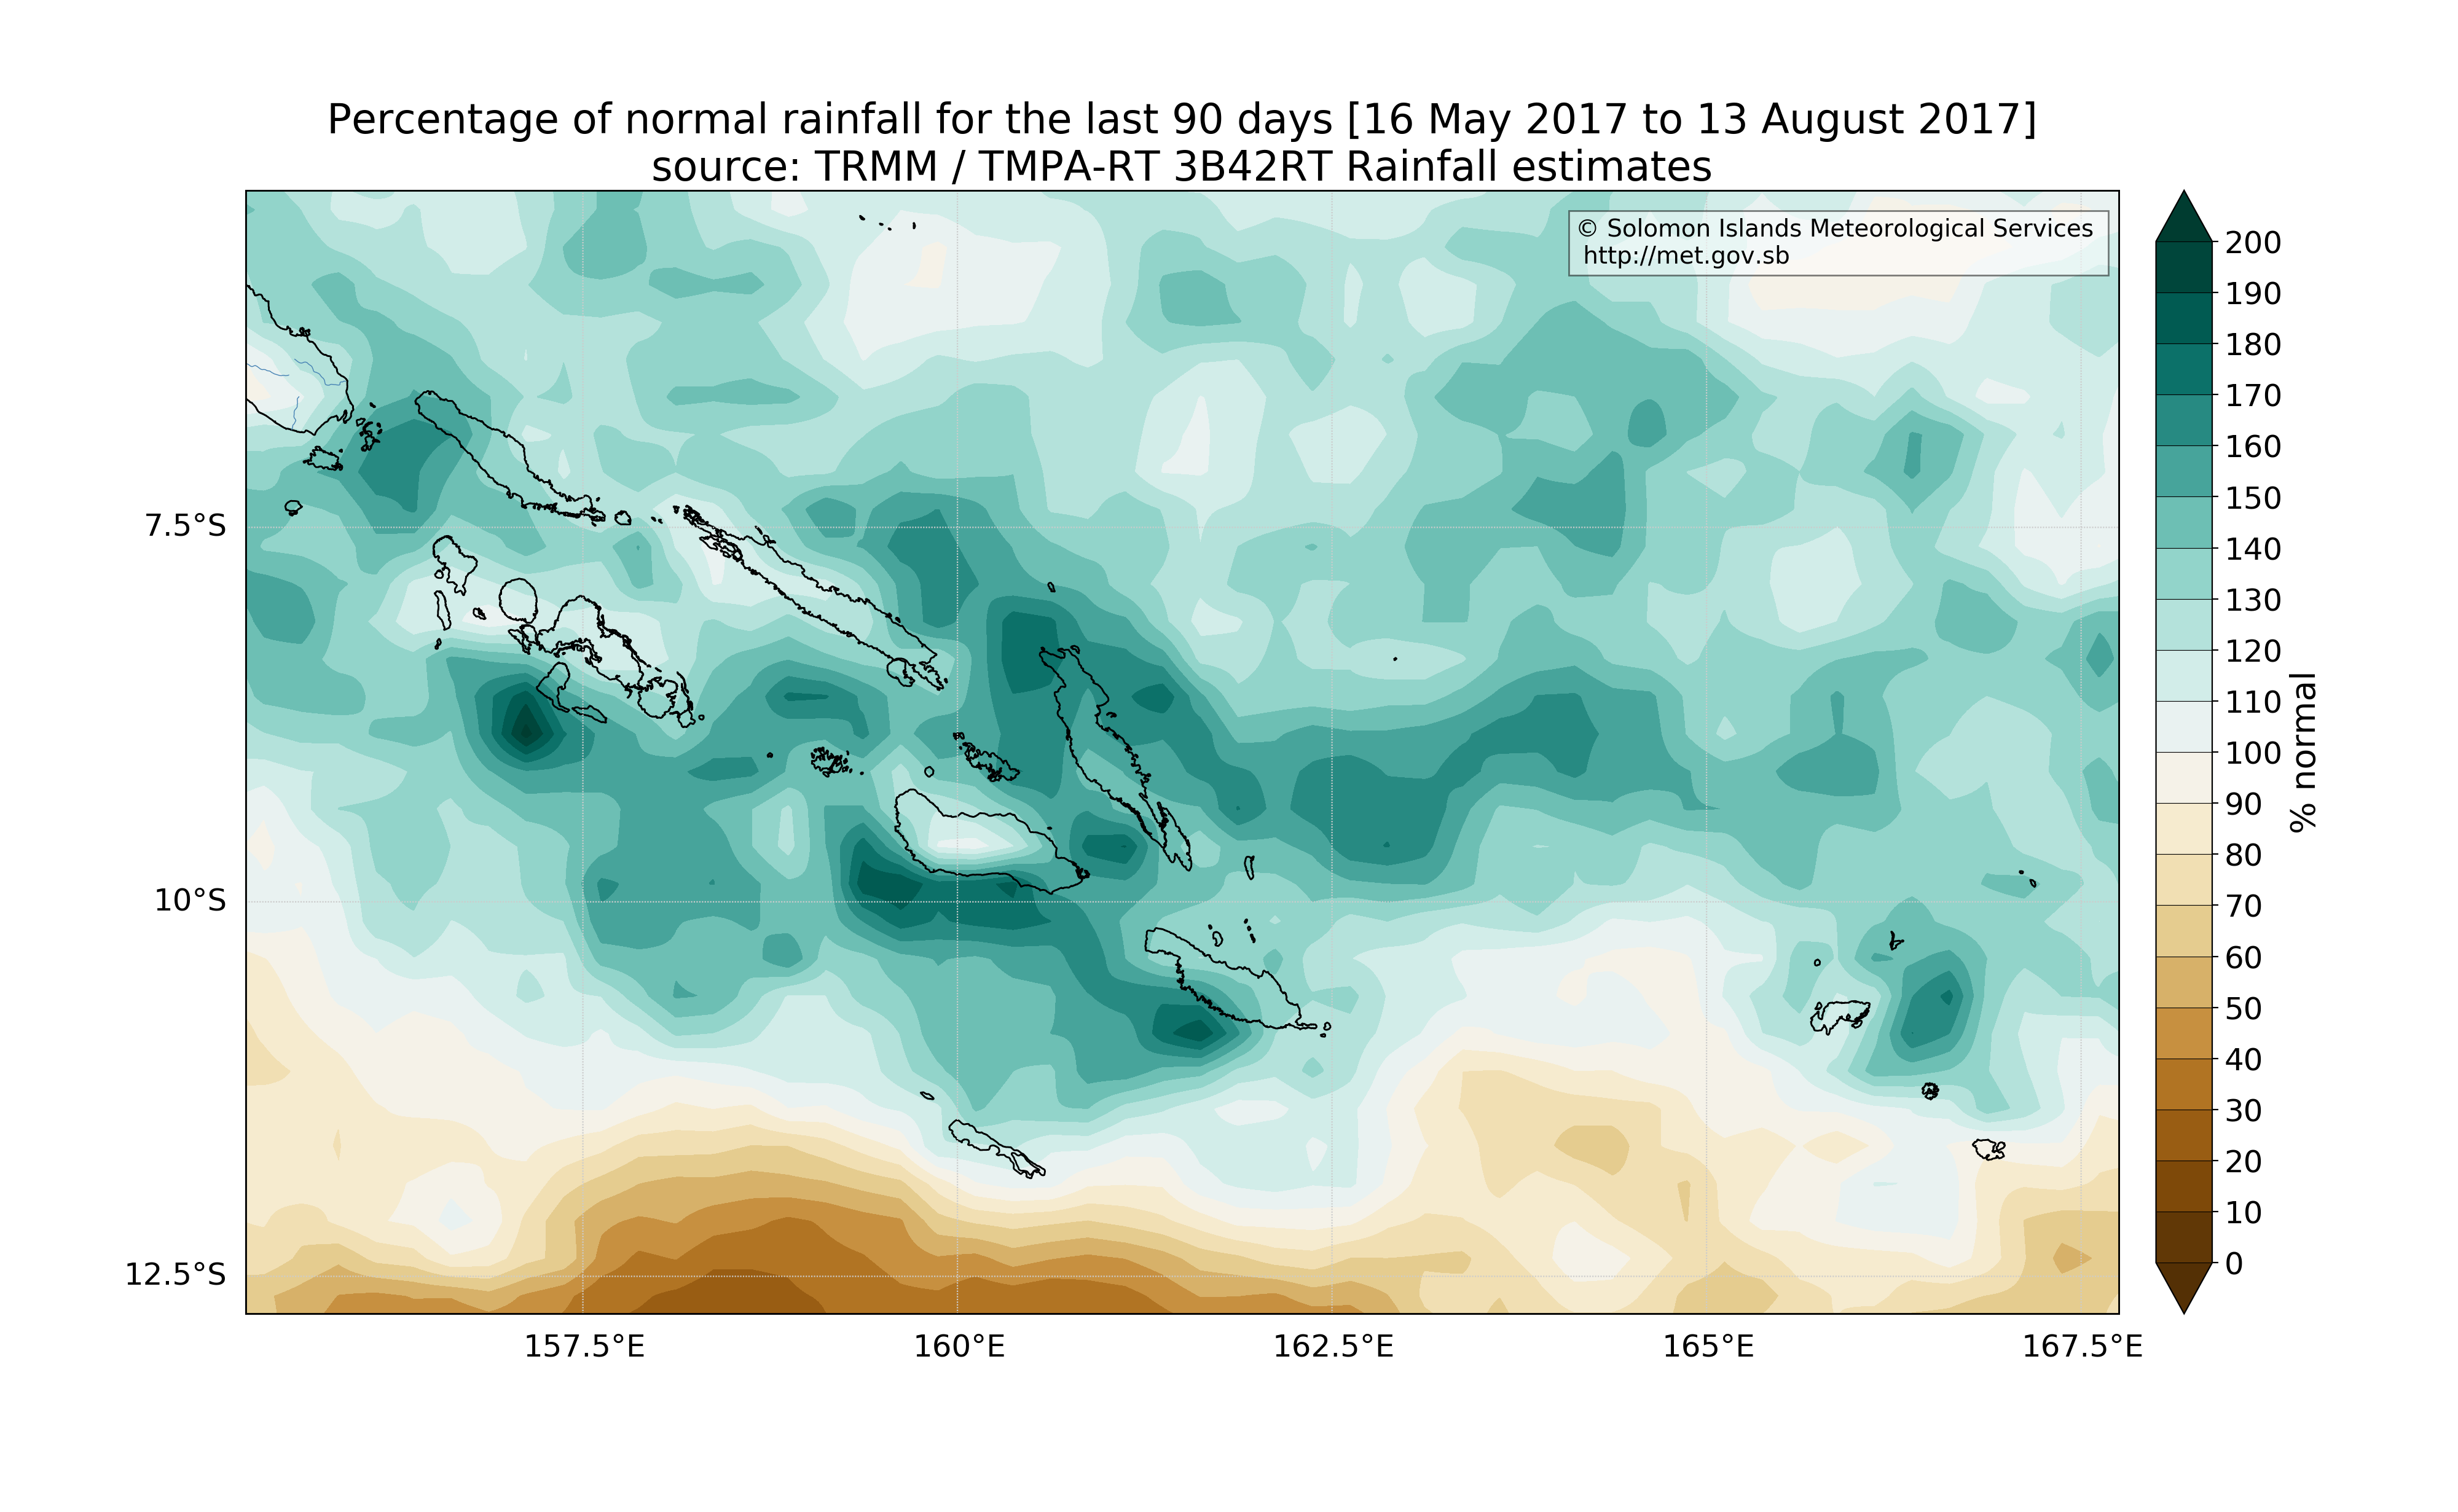 Percentage of normal rainfall for the last 90 days [16 May 2017 to 13 August 2017]
source: TRMM / TMPA-RT 3B42RT Rainfall estimates
© Solomon Islands Meteorological Services
http://met.gov.sb
7.5°S
10°S
12.5°S
157.5°E
160°E
162.5°E
165°E
167.5°E
200
190
180
170
160
150
140
130
120
110
100
90
80
70
60
50
40
30
20
10
0
% normal